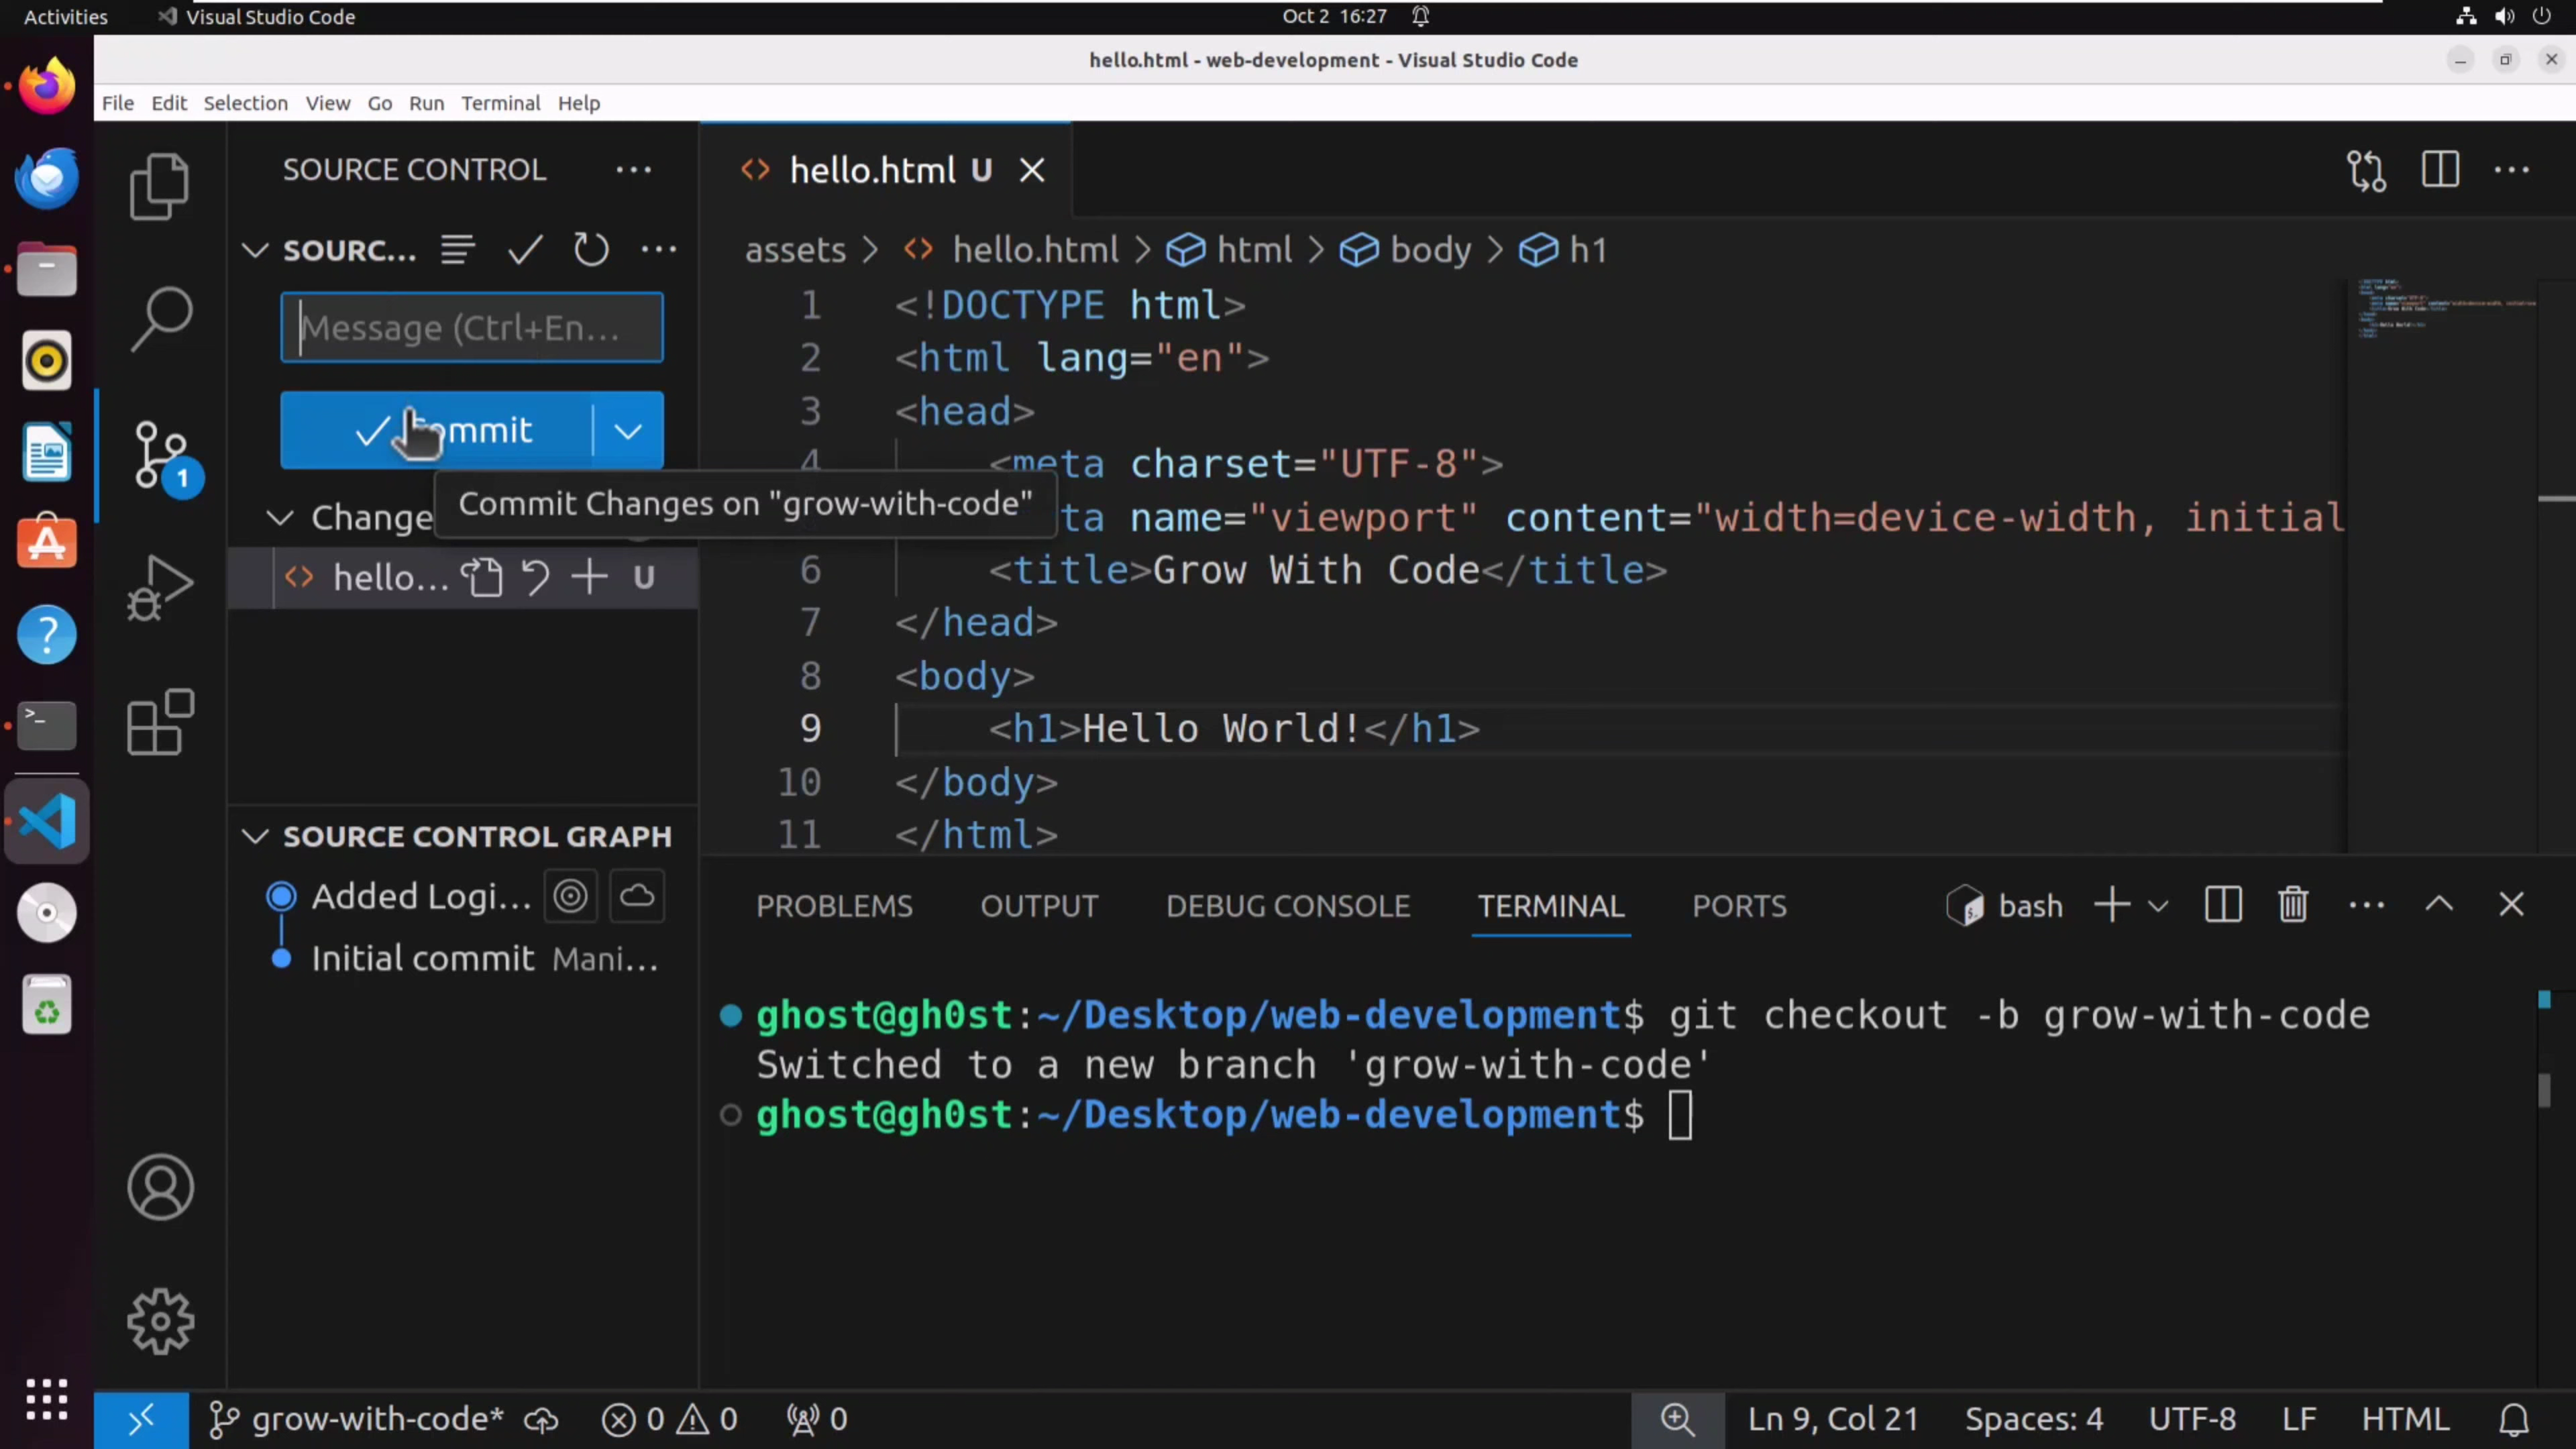 Activities Visual Studio Code Oct 2 16:27
hello.html - web-development - Visual Studio Code
File Edit Selection View Go Run Terminal Help
SOURCE CONTROL
SOURC...
Message (Ctrl+En...
Commit Changes on "grow-with-code"
Change
hello... U
SOURCE CONTROL GRAPH
Added Logi...
Initial commit Mani...
hello.html U
assets > hello.html > html > body > h1
1 <!DOCTYPE html>
2 <html lang="en">
3 <head>
4 <meta charset="UTF-8">
name="viewport" content="width=device-width, initial
6 <title>Grow With Code</title>
7 </head>
8 <body>
9 <h1>Hello World!</h1>
10 </body>
11 </html>
PROBLEMS OUTPUT DEBUG CONSOLE TERMINAL PORTS bash
ghost@gh0st:~/Desktop/web-development$ git checkout -b grow-with-code
Switched to a new branch 'grow-with-code'
ghost@gh0st:~/Desktop/web-development$
grow-with-code* 0 0 0 Ln 9, Col 21 Spaces: 4 UTF-8 LF HTML